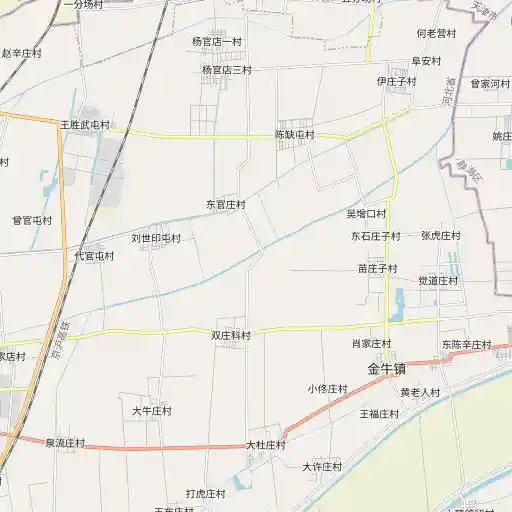 一分场村
五分场村
天津市
何老营村
杨官店一村
赵辛庄村
阜安村
杨官店三村
伊庄子村
曾家河村
河北省
王胜武屯村
陈缺屯村
姚庄
村
静海区
东官庄村
吴增口村
曾官屯村
刘世印屯村
东石庄子村
张虎庄村
代官屯村
苗庄子村
觉道庄村
京沪高铁
双庄科村
肖家庄村
东陈辛庄村
家店村
金牛镇
小佟庄村
黄老人村
大牛庄村
王福庄村
泉流庄村
大杜庄村
大许庄村
打虎庄村